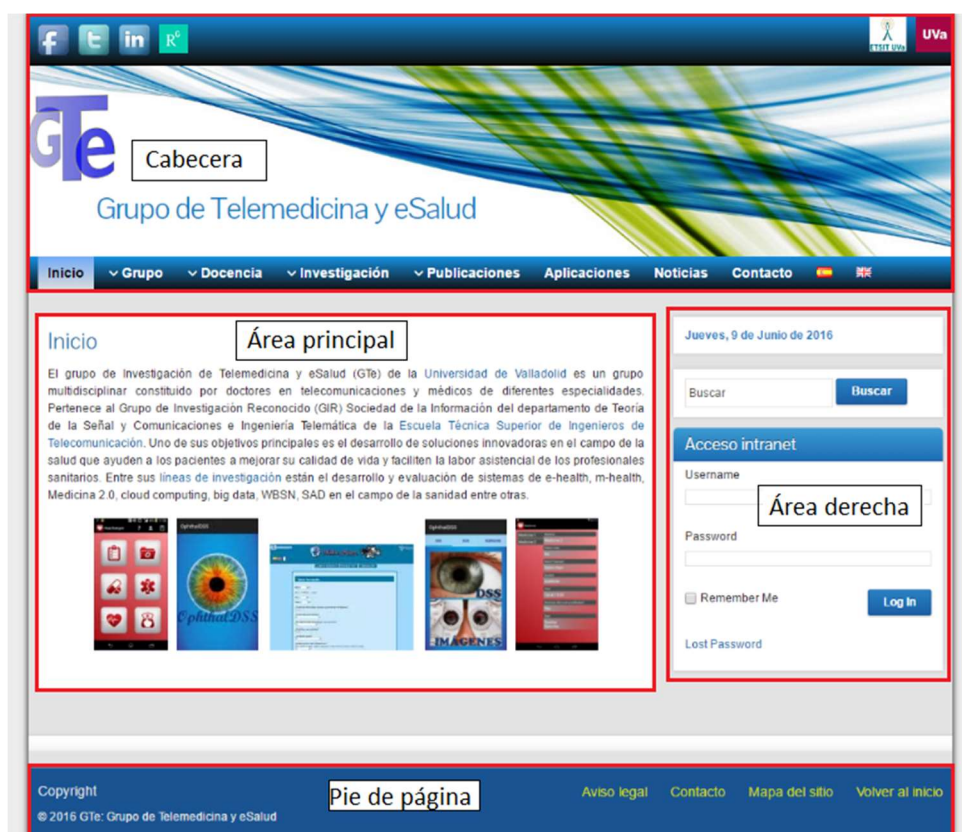 R^G
ETSIT UVa
UVa
GTe
Cabecera
Grupo de Telemedicina y eSalud
Inicio
Grupo
Docencia
Investigación
Publicaciones
Aplicaciones
Noticias
Contacto
Inicio
Área principal
El grupo de Investigación de Telemedicina y eSalud (GTe) de la Universidad de Valladolid es un grupo
multidisciplinar constituido por doctores en telecomunicaciones y médicos de diferentes especialidades.
Pertenece al Grupo de Investigación Reconocido (GIR) Sociedad de la Información del departamento de Teoría
de la Señal y Comunicaciones e Ingeniería Telemática de la Escuela Técnica Superior de Ingenieros de
Telecomunicación. Uno de sus objetivos principales es el desarrollo de soluciones innovadoras en el campo de la
salud que ayuden a los pacientes a mejorar su calidad de vida y faciliten la labor asistencial de los profesionales
sanitarios. Entre sus líneas de investigación están el desarrollo y evaluación de sistemas de e-health, m-health,
Medicina 2.0, cloud computing, big data, WBSN, SAD en el campo de la sanidad entre otras.
OphthalDSS
OphthalDSS
OphthalDSS
DSS
IMÁGENES
Jueves, 9 de Junio de 2016
Buscar
Buscar
Acceso intranet
Username
Área derecha
Password
Remember Me
Log In
Lost Password
Copyright
Pie de página
Aviso legal
Contacto
Mapa del sitio
Volver al inicio
© 2016 GTe: Grupo de Telemedicina y eSalud